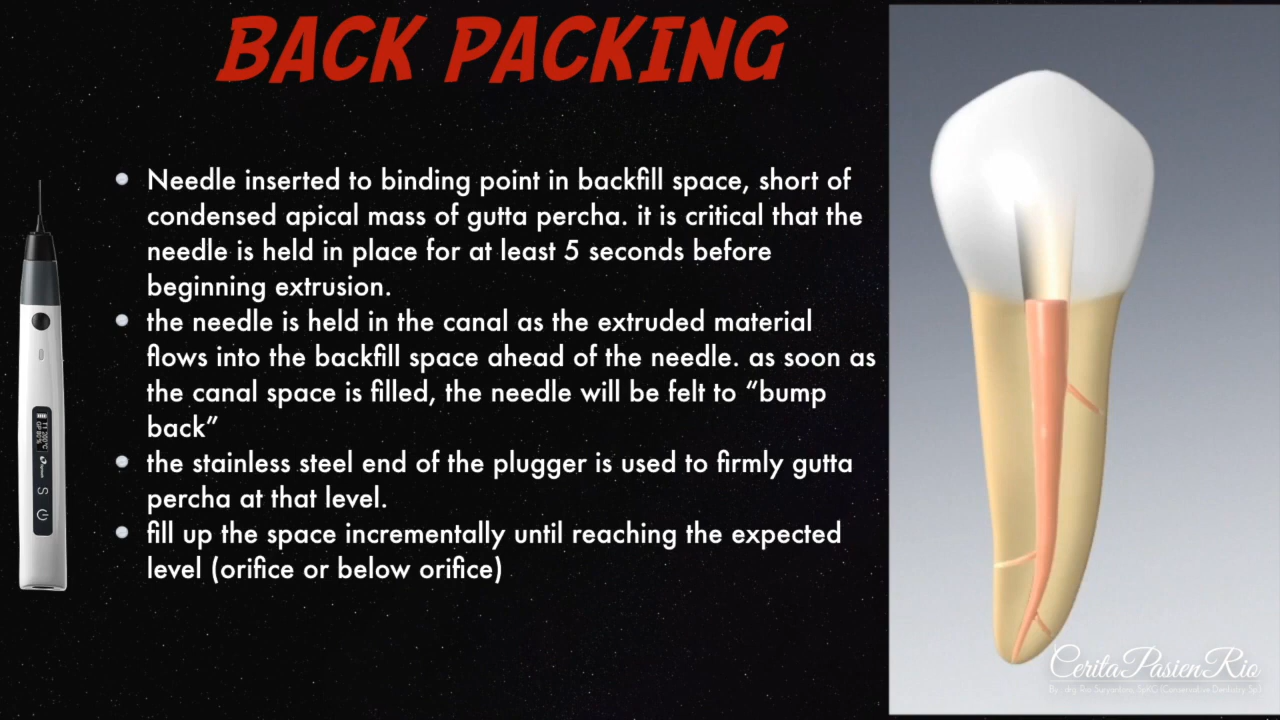 BACK PACKING
Needle inserted to binding point in backfill space, short of
condensed apical mass of gutta percha. it is critical that the
needle is held in place for at least 5 seconds before
beginning extrusion.
the needle is held in the canal as the extruded material
flows into the backfill space ahead of the needle. as soon as
the canal space is filled, the needle will be felt to “bump
back”
the stainless steel end of the plugger is used to firmly gutta
percha at that level.
fill up the space incrementally until reaching the expected
level (orifice or below orifice)
CeritaPasienRio